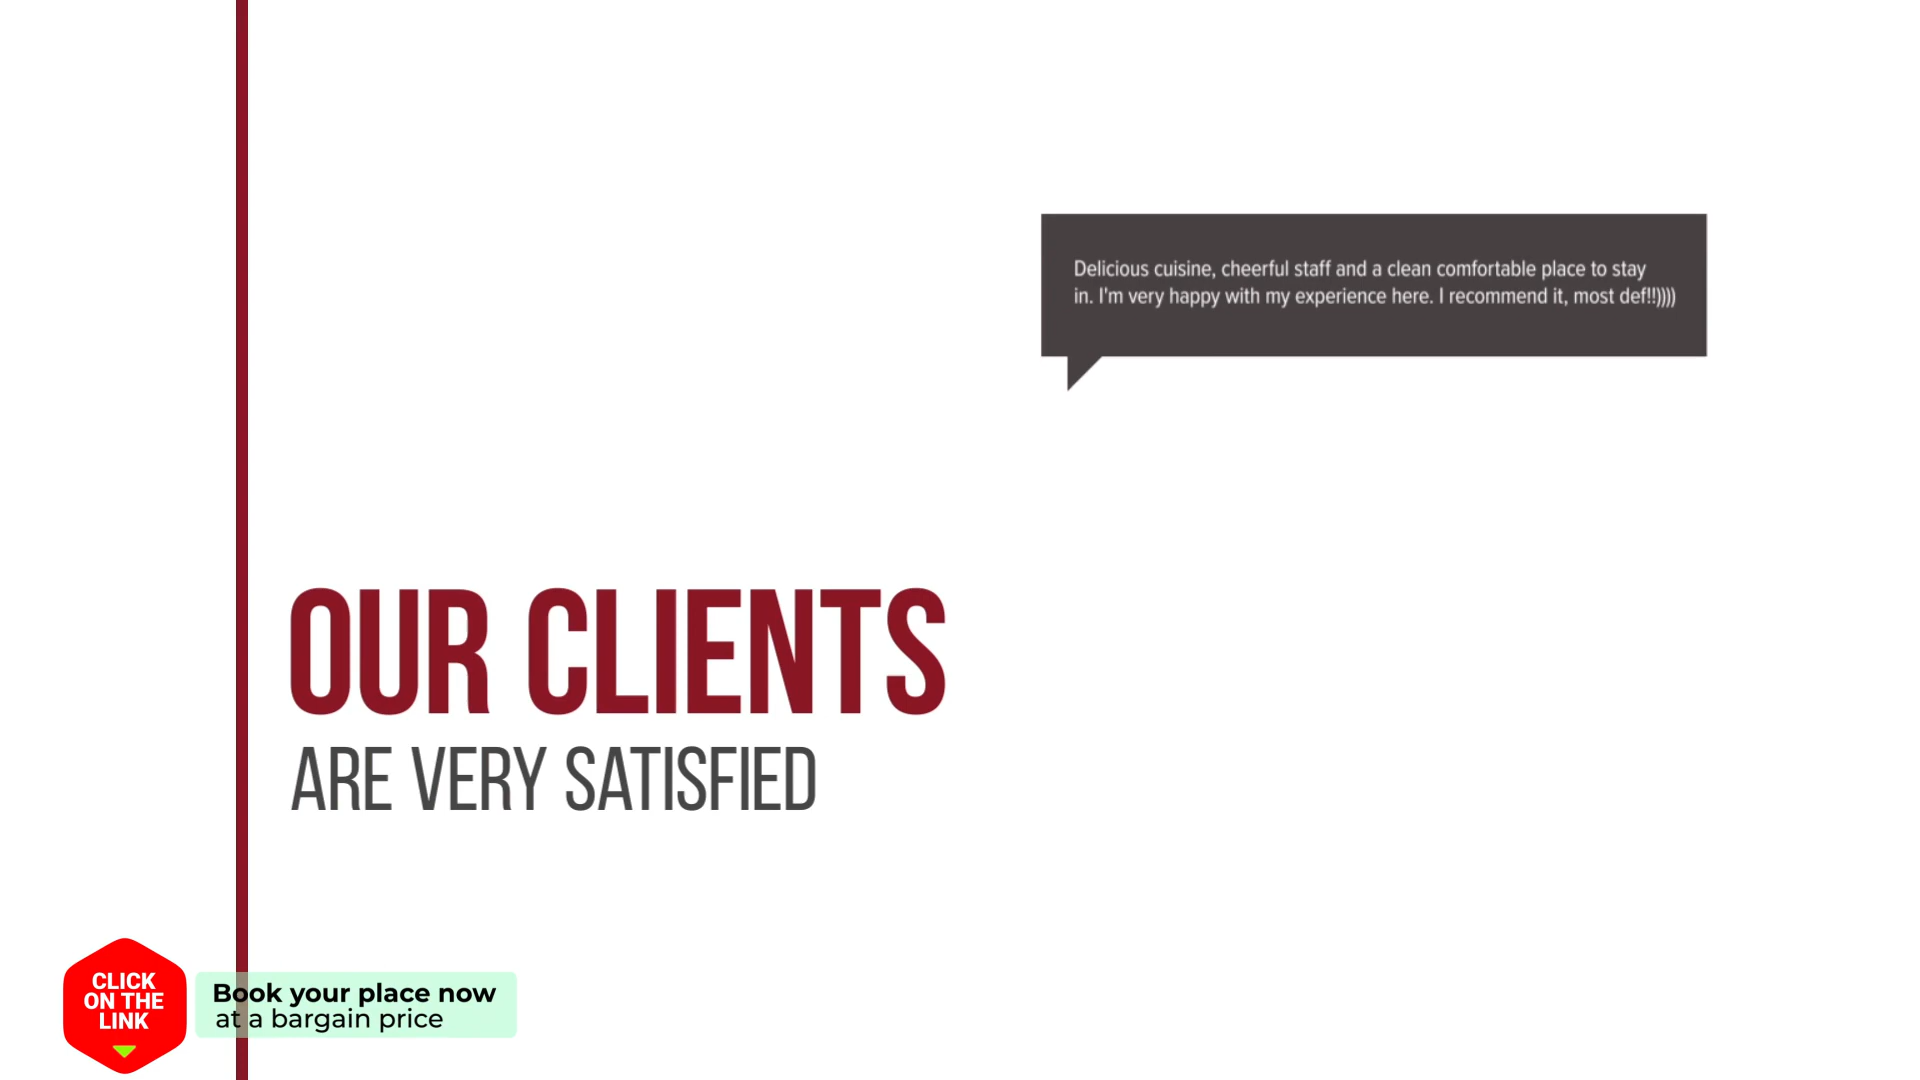 Delicious cuisine, cheerful staff and a clean comfortable place to stay
in. I'm very happy with my experience here. I recommend it, most def!!))))
OUR CLIENTS
ARE VERY SATISFIED
CLICK
ON THE
LINK
Book your place now
at a bargain price